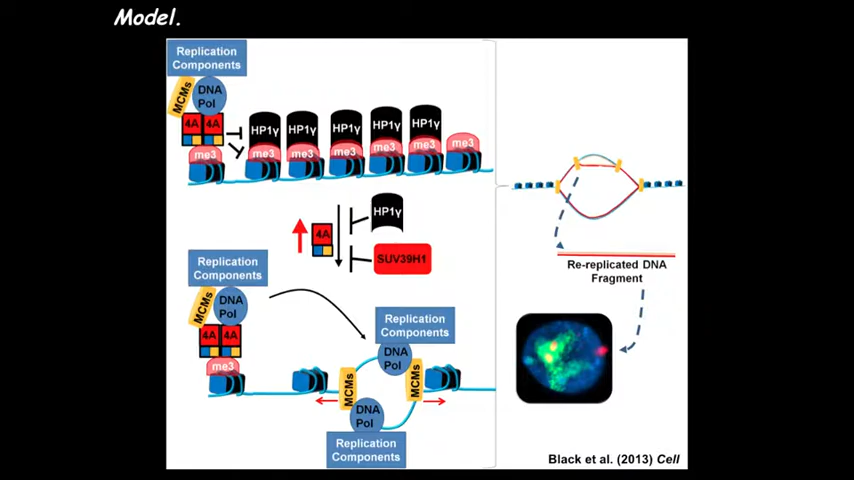 Model.
Replication
Components
MCMs
DNA
Pol
4A 4A
me3
HP1γ
HP1γ
HP1γ
HP1γ
HP1γ
me3
me3
me3
me3
me3
me3
4A
HP1γ
SUV39H1
Replication
Components
MCMs
DNA
Pol
4A 4A
me3
Replication
Components
DNA
Pol
MCMs
MCMs
DNA
Pol
Replication
Components
Re-replicated DNA
Fragment
Black et al. (2013) Cell